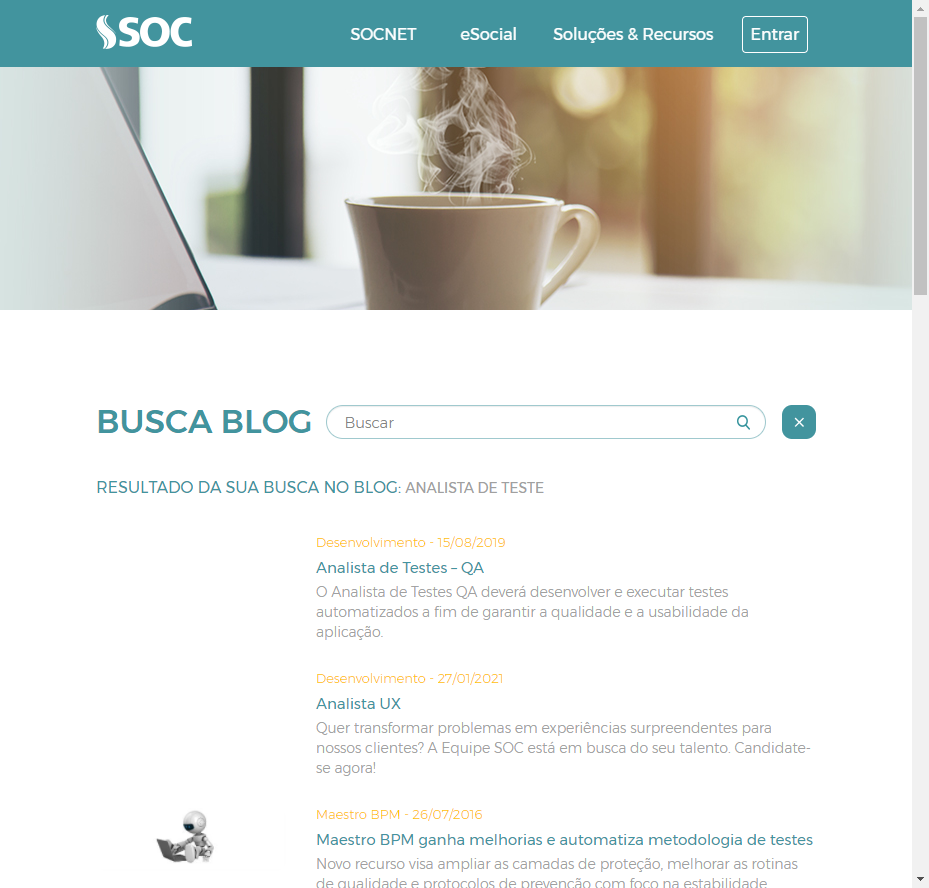 SOC
SOCNET
eSocial
Soluções & Recursos
Entrar
BUSCA BLOG
Buscar
RESULTADO DA SUA BUSCA NO BLOG: ANALISTA DE TESTE
Desenvolvimento - 15/08/2019
Analista de Testes – QA
O Analista de Testes QA deverá desenvolver e executar testes
automatizados a fim de garantir a qualidade e a usabilidade da
aplicação.
Desenvolvimento - 27/01/2021
Analista UX
Quer transformar problemas em experiências surpreendentes para
nossos clientes? A Equipe SOC está em busca do seu talento. Candidate-
se agora!
Maestro BPM - 26/07/2016
Maestro BPM ganha melhorias e automatiza metodologia de testes
Novo recurso visa ampliar as camadas de proteção, melhorar as rotinas
de qualidade e protocolos de prevenção com foco na estabilidade